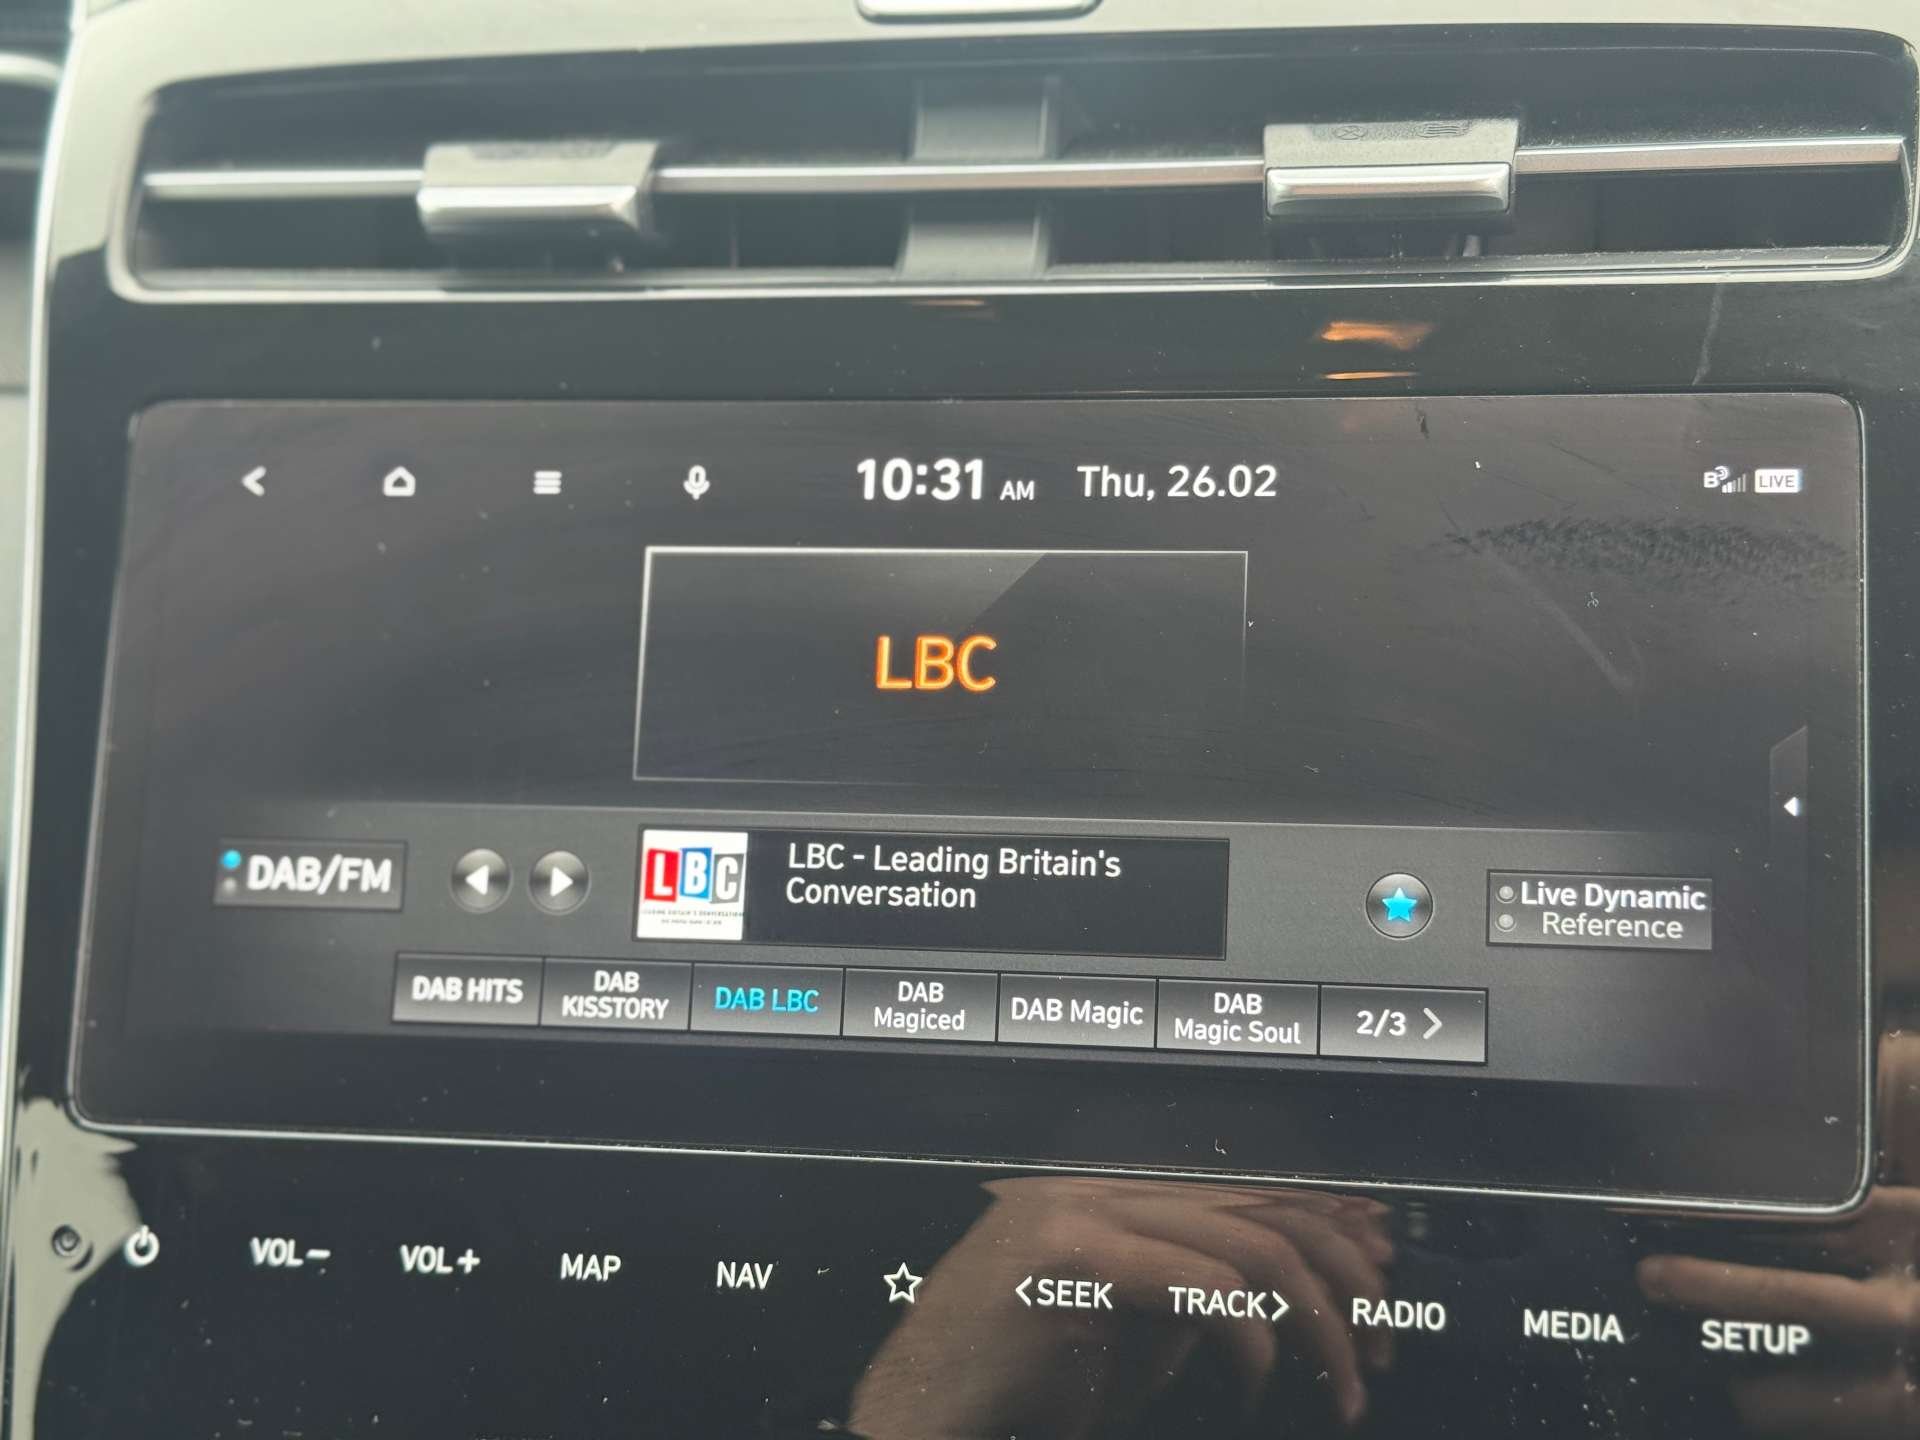 10:31 AM Thu, 26.02
B LIVE
LBC
DAB/FM
LBC
LBC - Leading Britain's
Conversation
Live Dynamic
Reference
DAB HITS
DAB
KISSTORY
DAB LBC
DAB
Magiced
DAB Magic
DAB
Magic Soul
2/3 >
VOL−
VOL+
MAP
NAV
<SEEK
TRACK>
RADIO
MEDIA
SETUP